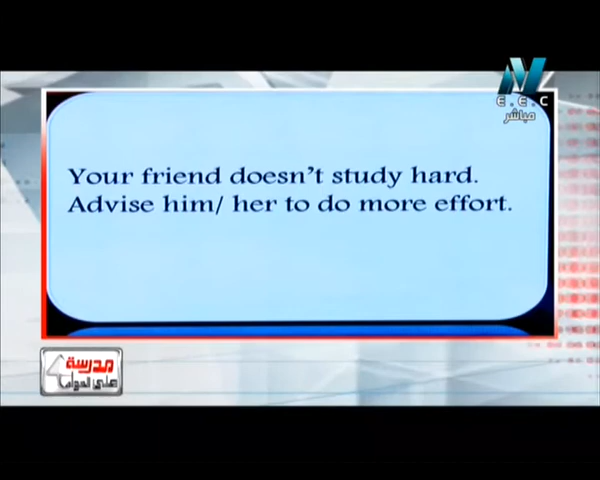 E.E.C
مباشر
Your friend doesn't study hard.
Advise him/ her to do more effort.
مدرسة
على الهواء